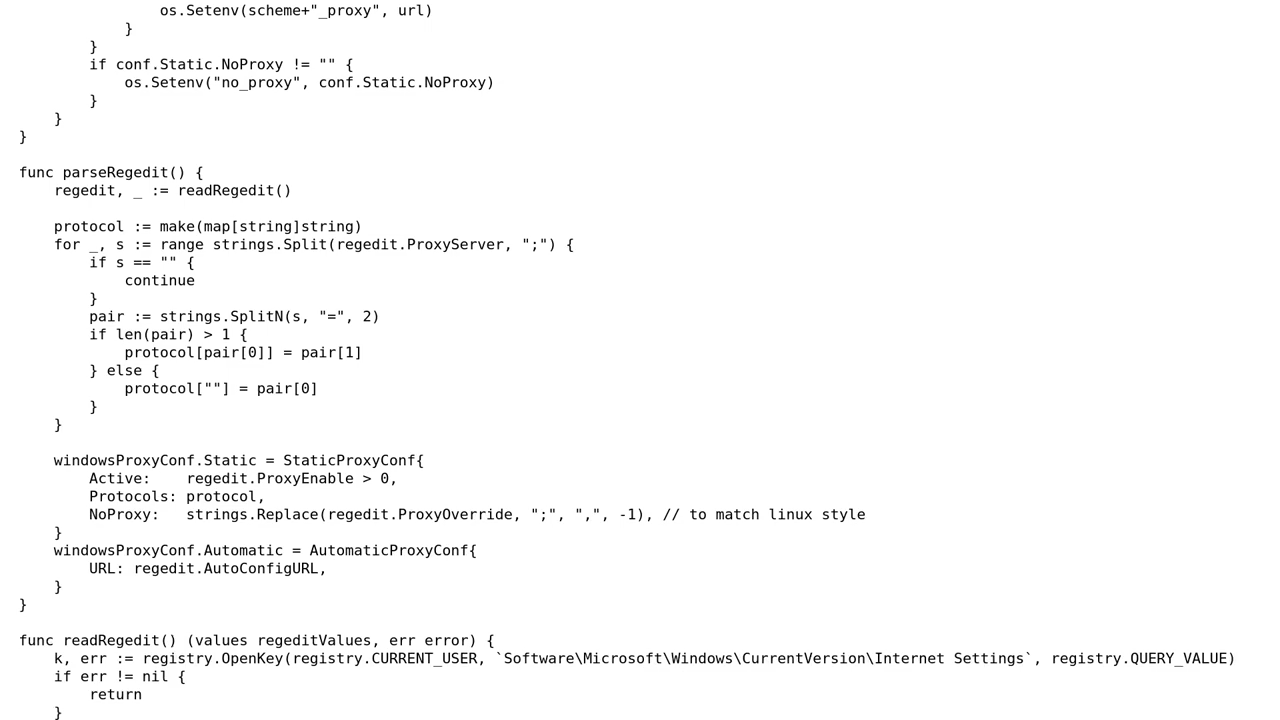 os.Setenv(scheme+"_proxy", url)
            }
        }
        if conf.Static.NoProxy != "" {
            os.Setenv("no_proxy", conf.Static.NoProxy)
        }
    }
}

func parseRegedit() {
    regedit, _ := readRegedit()

    protocol := make(map[string]string)
    for _, s := range strings.Split(regedit.ProxyServer, ";") {
        if s == "" {
            continue
        }
        pair := strings.SplitN(s, "=", 2)
        if len(pair) > 1 {
            protocol[pair[0]] = pair[1]
        } else {
            protocol[""] = pair[0]
        }
    }

    windowsProxyConf.Static = StaticProxyConf{
        Active:    regedit.ProxyEnable > 0,
        Protocols: protocol,
        NoProxy:   strings.Replace(regedit.ProxyOverride, ";", ",", -1), // to match linux style
    }
    windowsProxyConf.Automatic = AutomaticProxyConf{
        URL: regedit.AutoConfigURL,
    }
}

func readRegedit() (values regeditValues, err error) {
    k, err := registry.OpenKey(registry.CURRENT_USER, `Software\Microsoft\Windows\CurrentVersion\Internet Settings`, registry.QUERY_VALUE)
    if err != nil {
        return
    }